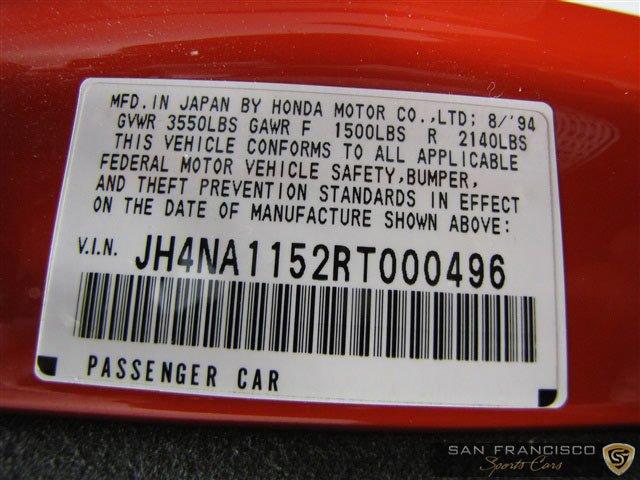 MFD. IN JAPAN BY HONDA MOTOR CO.,LTD; 8/'94
GVWR 3550LBS GAWR F 1500LBS R 2140LBS
THIS VEHICLE CONFORMS TO ALL APPLICABLE
FEDERAL MOTOR VEHICLE SAFETY,BUMPER,
AND THEFT PREVENTION STANDARDS IN EFFECT
ON THE DATE OF MANUFACTURE SHOWN ABOVE:
V.I.N. JH4NA1152RT000496
PASSENGER CAR
SAN FRANCISCO
Sports Cars